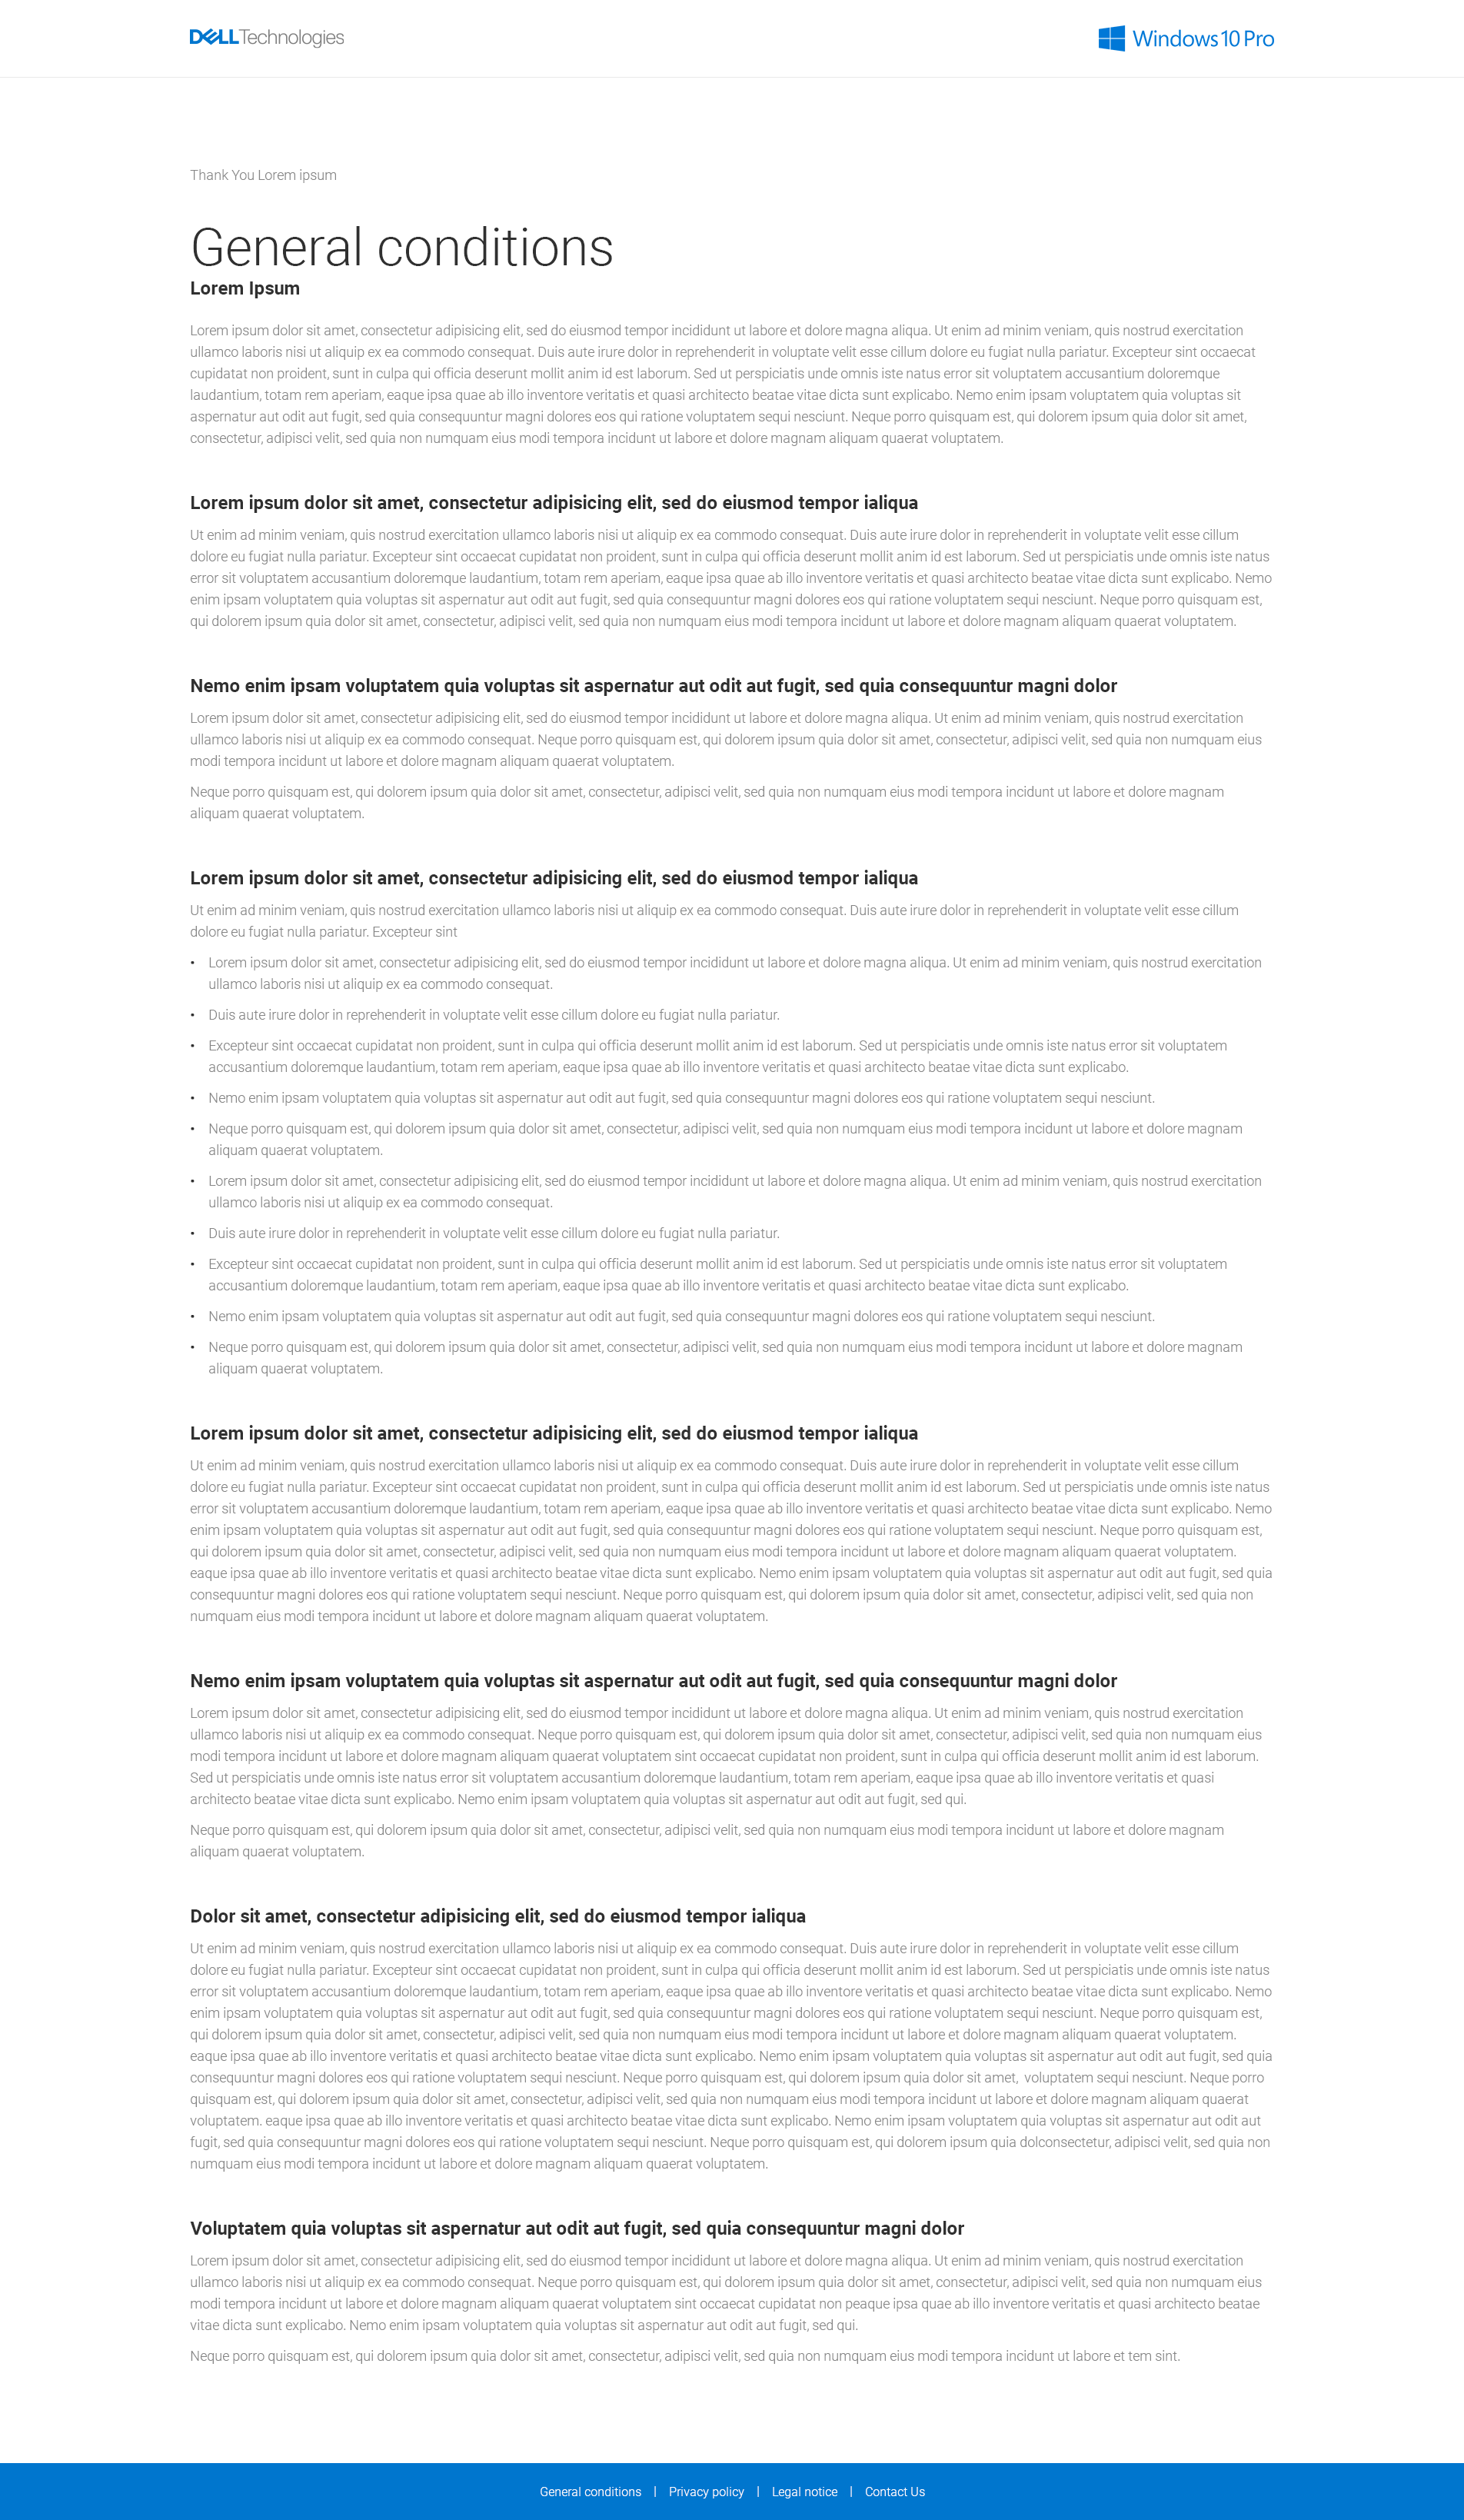 DELLTechnologies
Windows 10 Pro
Thank You Lorem ipsum
General conditions
Lorem Ipsum
Lorem ipsum dolor sit amet, consectetur adipisicing elit, sed do eiusmod tempor incididunt ut labore et dolore magna aliqua. Ut enim ad minim veniam, quis nostrud exercitation
ullamco laboris nisi ut aliquip ex ea commodo consequat. Duis aute irure dolor in reprehenderit in voluptate velit esse cillum dolore eu fugiat nulla pariatur. Excepteur sint occaecat
cupidatat non proident, sunt in culpa qui officia deserunt mollit anim id est laborum. Sed ut perspiciatis unde omnis iste natus error sit voluptatem accusantium doloremque
laudantium, totam rem aperiam, eaque ipsa quae ab illo inventore veritatis et quasi architecto beatae vitae dicta sunt explicabo. Nemo enim ipsam voluptatem quia voluptas sit
aspernatur aut odit aut fugit, sed quia consequuntur magni dolores eos qui ratione voluptatem sequi nesciunt. Neque porro quisquam est, qui dolorem ipsum quia dolor sit amet,
consectetur, adipisci velit, sed quia non numquam eius modi tempora incidunt ut labore et dolore magnam aliquam quaerat voluptatem.
Lorem ipsum dolor sit amet, consectetur adipisicing elit, sed do eiusmod tempor ialiqua
Ut enim ad minim veniam, quis nostrud exercitation ullamco laboris nisi ut aliquip ex ea commodo consequat. Duis aute irure dolor in reprehenderit in voluptate velit esse cillum
dolore eu fugiat nulla pariatur. Excepteur sint occaecat cupidatat non proident, sunt in culpa qui officia deserunt mollit anim id est laborum. Sed ut perspiciatis unde omnis iste natus
error sit voluptatem accusantium doloremque laudantium, totam rem aperiam, eaque ipsa quae ab illo inventore veritatis et quasi architecto beatae vitae dicta sunt explicabo. Nemo
enim ipsam voluptatem quia voluptas sit aspernatur aut odit aut fugit, sed quia consequuntur magni dolores eos qui ratione voluptatem sequi nesciunt. Neque porro quisquam est,
qui dolorem ipsum quia dolor sit amet, consectetur, adipisci velit, sed quia non numquam eius modi tempora incidunt ut labore et dolore magnam aliquam quaerat voluptatem.
Nemo enim ipsam voluptatem quia voluptas sit aspernatur aut odit aut fugit, sed quia consequuntur magni dolor
Lorem ipsum dolor sit amet, consectetur adipisicing elit, sed do eiusmod tempor incididunt ut labore et dolore magna aliqua. Ut enim ad minim veniam, quis nostrud exercitation
ullamco laboris nisi ut aliquip ex ea commodo consequat. Neque porro quisquam est, qui dolorem ipsum quia dolor sit amet, consectetur, adipisci velit, sed quia non numquam eius
modi tempora incidunt ut labore et dolore magnam aliquam quaerat voluptatem.
Neque porro quisquam est, qui dolorem ipsum quia dolor sit amet, consectetur, adipisci velit, sed quia non numquam eius modi tempora incidunt ut labore et dolore magnam
aliquam quaerat voluptatem.
Lorem ipsum dolor sit amet, consectetur adipisicing elit, sed do eiusmod tempor ialiqua
Ut enim ad minim veniam, quis nostrud exercitation ullamco laboris nisi ut aliquip ex ea commodo consequat. Duis aute irure dolor in reprehenderit in voluptate velit esse cillum
dolore eu fugiat nulla pariatur. Excepteur sint
• Lorem ipsum dolor sit amet, consectetur adipisicing elit, sed do eiusmod tempor incididunt ut labore et dolore magna aliqua. Ut enim ad minim veniam, quis nostrud exercitation
ullamco laboris nisi ut aliquip ex ea commodo consequat.
• Duis aute irure dolor in reprehenderit in voluptate velit esse cillum dolore eu fugiat nulla pariatur.
• Excepteur sint occaecat cupidatat non proident, sunt in culpa qui officia deserunt mollit anim id est laborum. Sed ut perspiciatis unde omnis iste natus error sit voluptatem
accusantium doloremque laudantium, totam rem aperiam, eaque ipsa quae ab illo inventore veritatis et quasi architecto beatae vitae dicta sunt explicabo.
• Nemo enim ipsam voluptatem quia voluptas sit aspernatur aut odit aut fugit, sed quia consequuntur magni dolores eos qui ratione voluptatem sequi nesciunt.
• Neque porro quisquam est, qui dolorem ipsum quia dolor sit amet, consectetur, adipisci velit, sed quia non numquam eius modi tempora incidunt ut labore et dolore magnam
aliquam quaerat voluptatem.
• Lorem ipsum dolor sit amet, consectetur adipisicing elit, sed do eiusmod tempor incididunt ut labore et dolore magna aliqua. Ut enim ad minim veniam, quis nostrud exercitation
ullamco laboris nisi ut aliquip ex ea commodo consequat.
• Duis aute irure dolor in reprehenderit in voluptate velit esse cillum dolore eu fugiat nulla pariatur.
• Excepteur sint occaecat cupidatat non proident, sunt in culpa qui officia deserunt mollit anim id est laborum. Sed ut perspiciatis unde omnis iste natus error sit voluptatem
accusantium doloremque laudantium, totam rem aperiam, eaque ipsa quae ab illo inventore veritatis et quasi architecto beatae vitae dicta sunt explicabo.
• Nemo enim ipsam voluptatem quia voluptas sit aspernatur aut odit aut fugit, sed quia consequuntur magni dolores eos qui ratione voluptatem sequi nesciunt.
• Neque porro quisquam est, qui dolorem ipsum quia dolor sit amet, consectetur, adipisci velit, sed quia non numquam eius modi tempora incidunt ut labore et dolore magnam
aliquam quaerat voluptatem.
Lorem ipsum dolor sit amet, consectetur adipisicing elit, sed do eiusmod tempor ialiqua
Ut enim ad minim veniam, quis nostrud exercitation ullamco laboris nisi ut aliquip ex ea commodo consequat. Duis aute irure dolor in reprehenderit in voluptate velit esse cillum
dolore eu fugiat nulla pariatur. Excepteur sint occaecat cupidatat non proident, sunt in culpa qui officia deserunt mollit anim id est laborum. Sed ut perspiciatis unde omnis iste natus
error sit voluptatem accusantium doloremque laudantium, totam rem aperiam, eaque ipsa quae ab illo inventore veritatis et quasi architecto beatae vitae dicta sunt explicabo. Nemo
enim ipsam voluptatem quia voluptas sit aspernatur aut odit aut fugit, sed quia consequuntur magni dolores eos qui ratione voluptatem sequi nesciunt. Neque porro quisquam est,
qui dolorem ipsum quia dolor sit amet, consectetur, adipisci velit, sed quia non numquam eius modi tempora incidunt ut labore et dolore magnam aliquam quaerat voluptatem.
eaque ipsa quae ab illo inventore veritatis et quasi architecto beatae vitae dicta sunt explicabo. Nemo enim ipsam voluptatem quia voluptas sit aspernatur aut odit aut fugit, sed quia
consequuntur magni dolores eos qui ratione voluptatem sequi nesciunt. Neque porro quisquam est, qui dolorem ipsum quia dolor sit amet, consectetur, adipisci velit, sed quia non
numquam eius modi tempora incidunt ut labore et dolore magnam aliquam quaerat voluptatem.
Nemo enim ipsam voluptatem quia voluptas sit aspernatur aut odit aut fugit, sed quia consequuntur magni dolor
Lorem ipsum dolor sit amet, consectetur adipisicing elit, sed do eiusmod tempor incididunt ut labore et dolore magna aliqua. Ut enim ad minim veniam, quis nostrud exercitation
ullamco laboris nisi ut aliquip ex ea commodo consequat. Neque porro quisquam est, qui dolorem ipsum quia dolor sit amet, consectetur, adipisci velit, sed quia non numquam eius
modi tempora incidunt ut labore et dolore magnam aliquam quaerat voluptatem sint occaecat cupidatat non proident, sunt in culpa qui officia deserunt mollit anim id est laborum.
Sed ut perspiciatis unde omnis iste natus error sit voluptatem accusantium doloremque laudantium, totam rem aperiam, eaque ipsa quae ab illo inventore veritatis et quasi
architecto beatae vitae dicta sunt explicabo. Nemo enim ipsam voluptatem quia voluptas sit aspernatur aut odit aut fugit, sed qui.
Neque porro quisquam est, qui dolorem ipsum quia dolor sit amet, consectetur, adipisci velit, sed quia non numquam eius modi tempora incidunt ut labore et dolore magnam
aliquam quaerat voluptatem.
Dolor sit amet, consectetur adipisicing elit, sed do eiusmod tempor ialiqua
Ut enim ad minim veniam, quis nostrud exercitation ullamco laboris nisi ut aliquip ex ea commodo consequat. Duis aute irure dolor in reprehenderit in voluptate velit esse cillum
dolore eu fugiat nulla pariatur. Excepteur sint occaecat cupidatat non proident, sunt in culpa qui officia deserunt mollit anim id est laborum. Sed ut perspiciatis unde omnis iste natus
error sit voluptatem accusantium doloremque laudantium, totam rem aperiam, eaque ipsa quae ab illo inventore veritatis et quasi architecto beatae vitae dicta sunt explicabo. Nemo
enim ipsam voluptatem quia voluptas sit aspernatur aut odit aut fugit, sed quia consequuntur magni dolores eos qui ratione voluptatem sequi nesciunt. Neque porro quisquam est,
qui dolorem ipsum quia dolor sit amet, consectetur, adipisci velit, sed quia non numquam eius modi tempora incidunt ut labore et dolore magnam aliquam quaerat voluptatem.
eaque ipsa quae ab illo inventore veritatis et quasi architecto beatae vitae dicta sunt explicabo. Nemo enim ipsam voluptatem quia voluptas sit aspernatur aut odit aut fugit, sed quia
consequuntur magni dolores eos qui ratione voluptatem sequi nesciunt. Neque porro quisquam est, qui dolorem ipsum quia dolor sit amet, voluptatem sequi nesciunt. Neque porro
quisquam est, qui dolorem ipsum quia dolor sit amet, consectetur, adipisci velit, sed quia non numquam eius modi tempora incidunt ut labore et dolore magnam aliquam quaerat
voluptatem. eaque ipsa quae ab illo inventore veritatis et quasi architecto beatae vitae dicta sunt explicabo. Nemo enim ipsam voluptatem quia voluptas sit aspernatur aut odit aut
fugit, sed quia consequuntur magni dolores eos qui ratione voluptatem sequi nesciunt. Neque porro quisquam est, qui dolorem ipsum quia dolconsectetur, adipisci velit, sed quia non
numquam eius modi tempora incidunt ut labore et dolore magnam aliquam quaerat voluptatem.
Voluptatem quia voluptas sit aspernatur aut odit aut fugit, sed quia consequuntur magni dolor
Lorem ipsum dolor sit amet, consectetur adipisicing elit, sed do eiusmod tempor incididunt ut labore et dolore magna aliqua. Ut enim ad minim veniam, quis nostrud exercitation
ullamco laboris nisi ut aliquip ex ea commodo consequat. Neque porro quisquam est, qui dolorem ipsum quia dolor sit amet, consectetur, adipisci velit, sed quia non numquam eius
modi tempora incidunt ut labore et dolore magnam aliquam quaerat voluptatem sint occaecat cupidatat non peaque ipsa quae ab illo inventore veritatis et quasi architecto beatae
vitae dicta sunt explicabo. Nemo enim ipsam voluptatem quia voluptas sit aspernatur aut odit aut fugit, sed qui.
Neque porro quisquam est, qui dolorem ipsum quia dolor sit amet, consectetur, adipisci velit, sed quia non numquam eius modi tempora incidunt ut labore et tem sint.
General conditions | Privacy policy | Legal notice | Contact Us